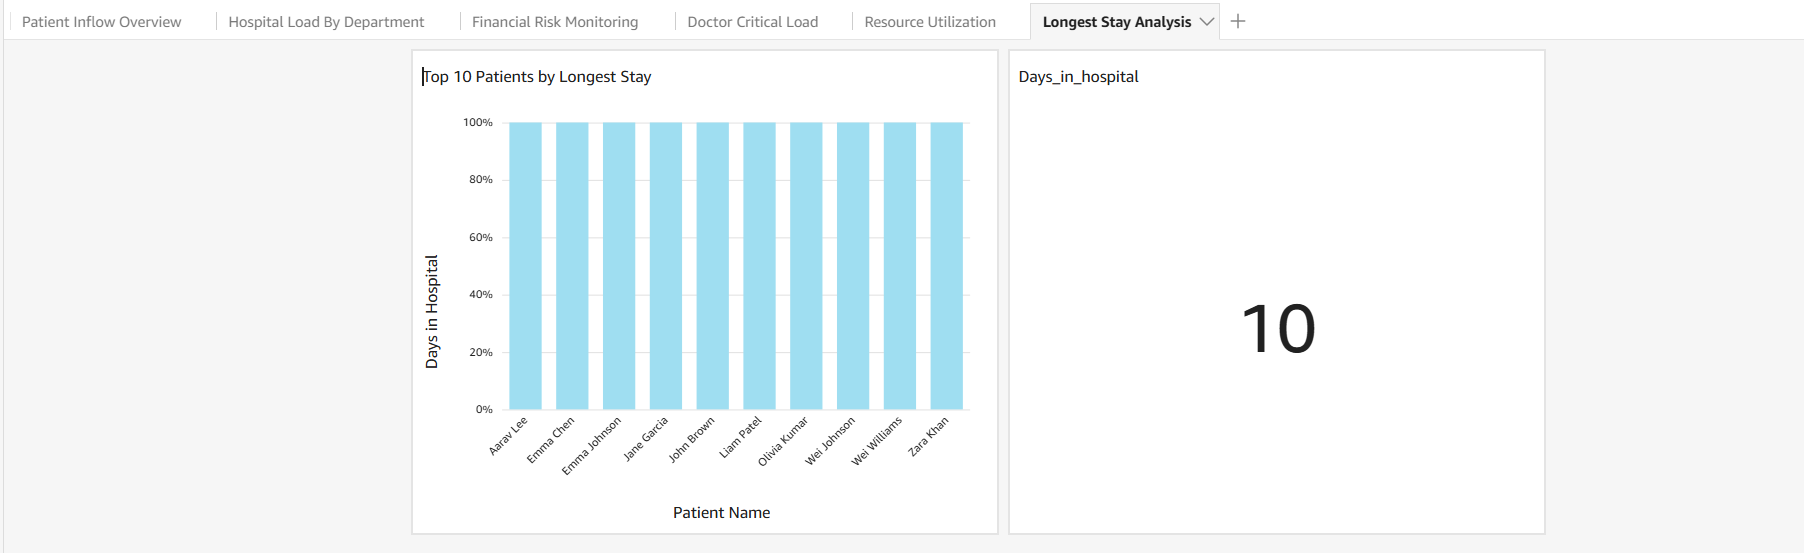 Patient Inflow Overview
Hospital Load By Department
Financial Risk Monitoring
Doctor Critical Load
Resource Utilization
Longest Stay Analysis
Top 10 Patients by Longest Stay
100%
80%
60%
40%
20%
0%
Days in Hospital
Aarav Lee
Emma Chen
Emma Johnson
Jane Garcia
John Brown
Liam Patel
Olivia Kumar
Wei Johnson
Wei Williams
Zara Khan
Patient Name
Days_in_hospital
10